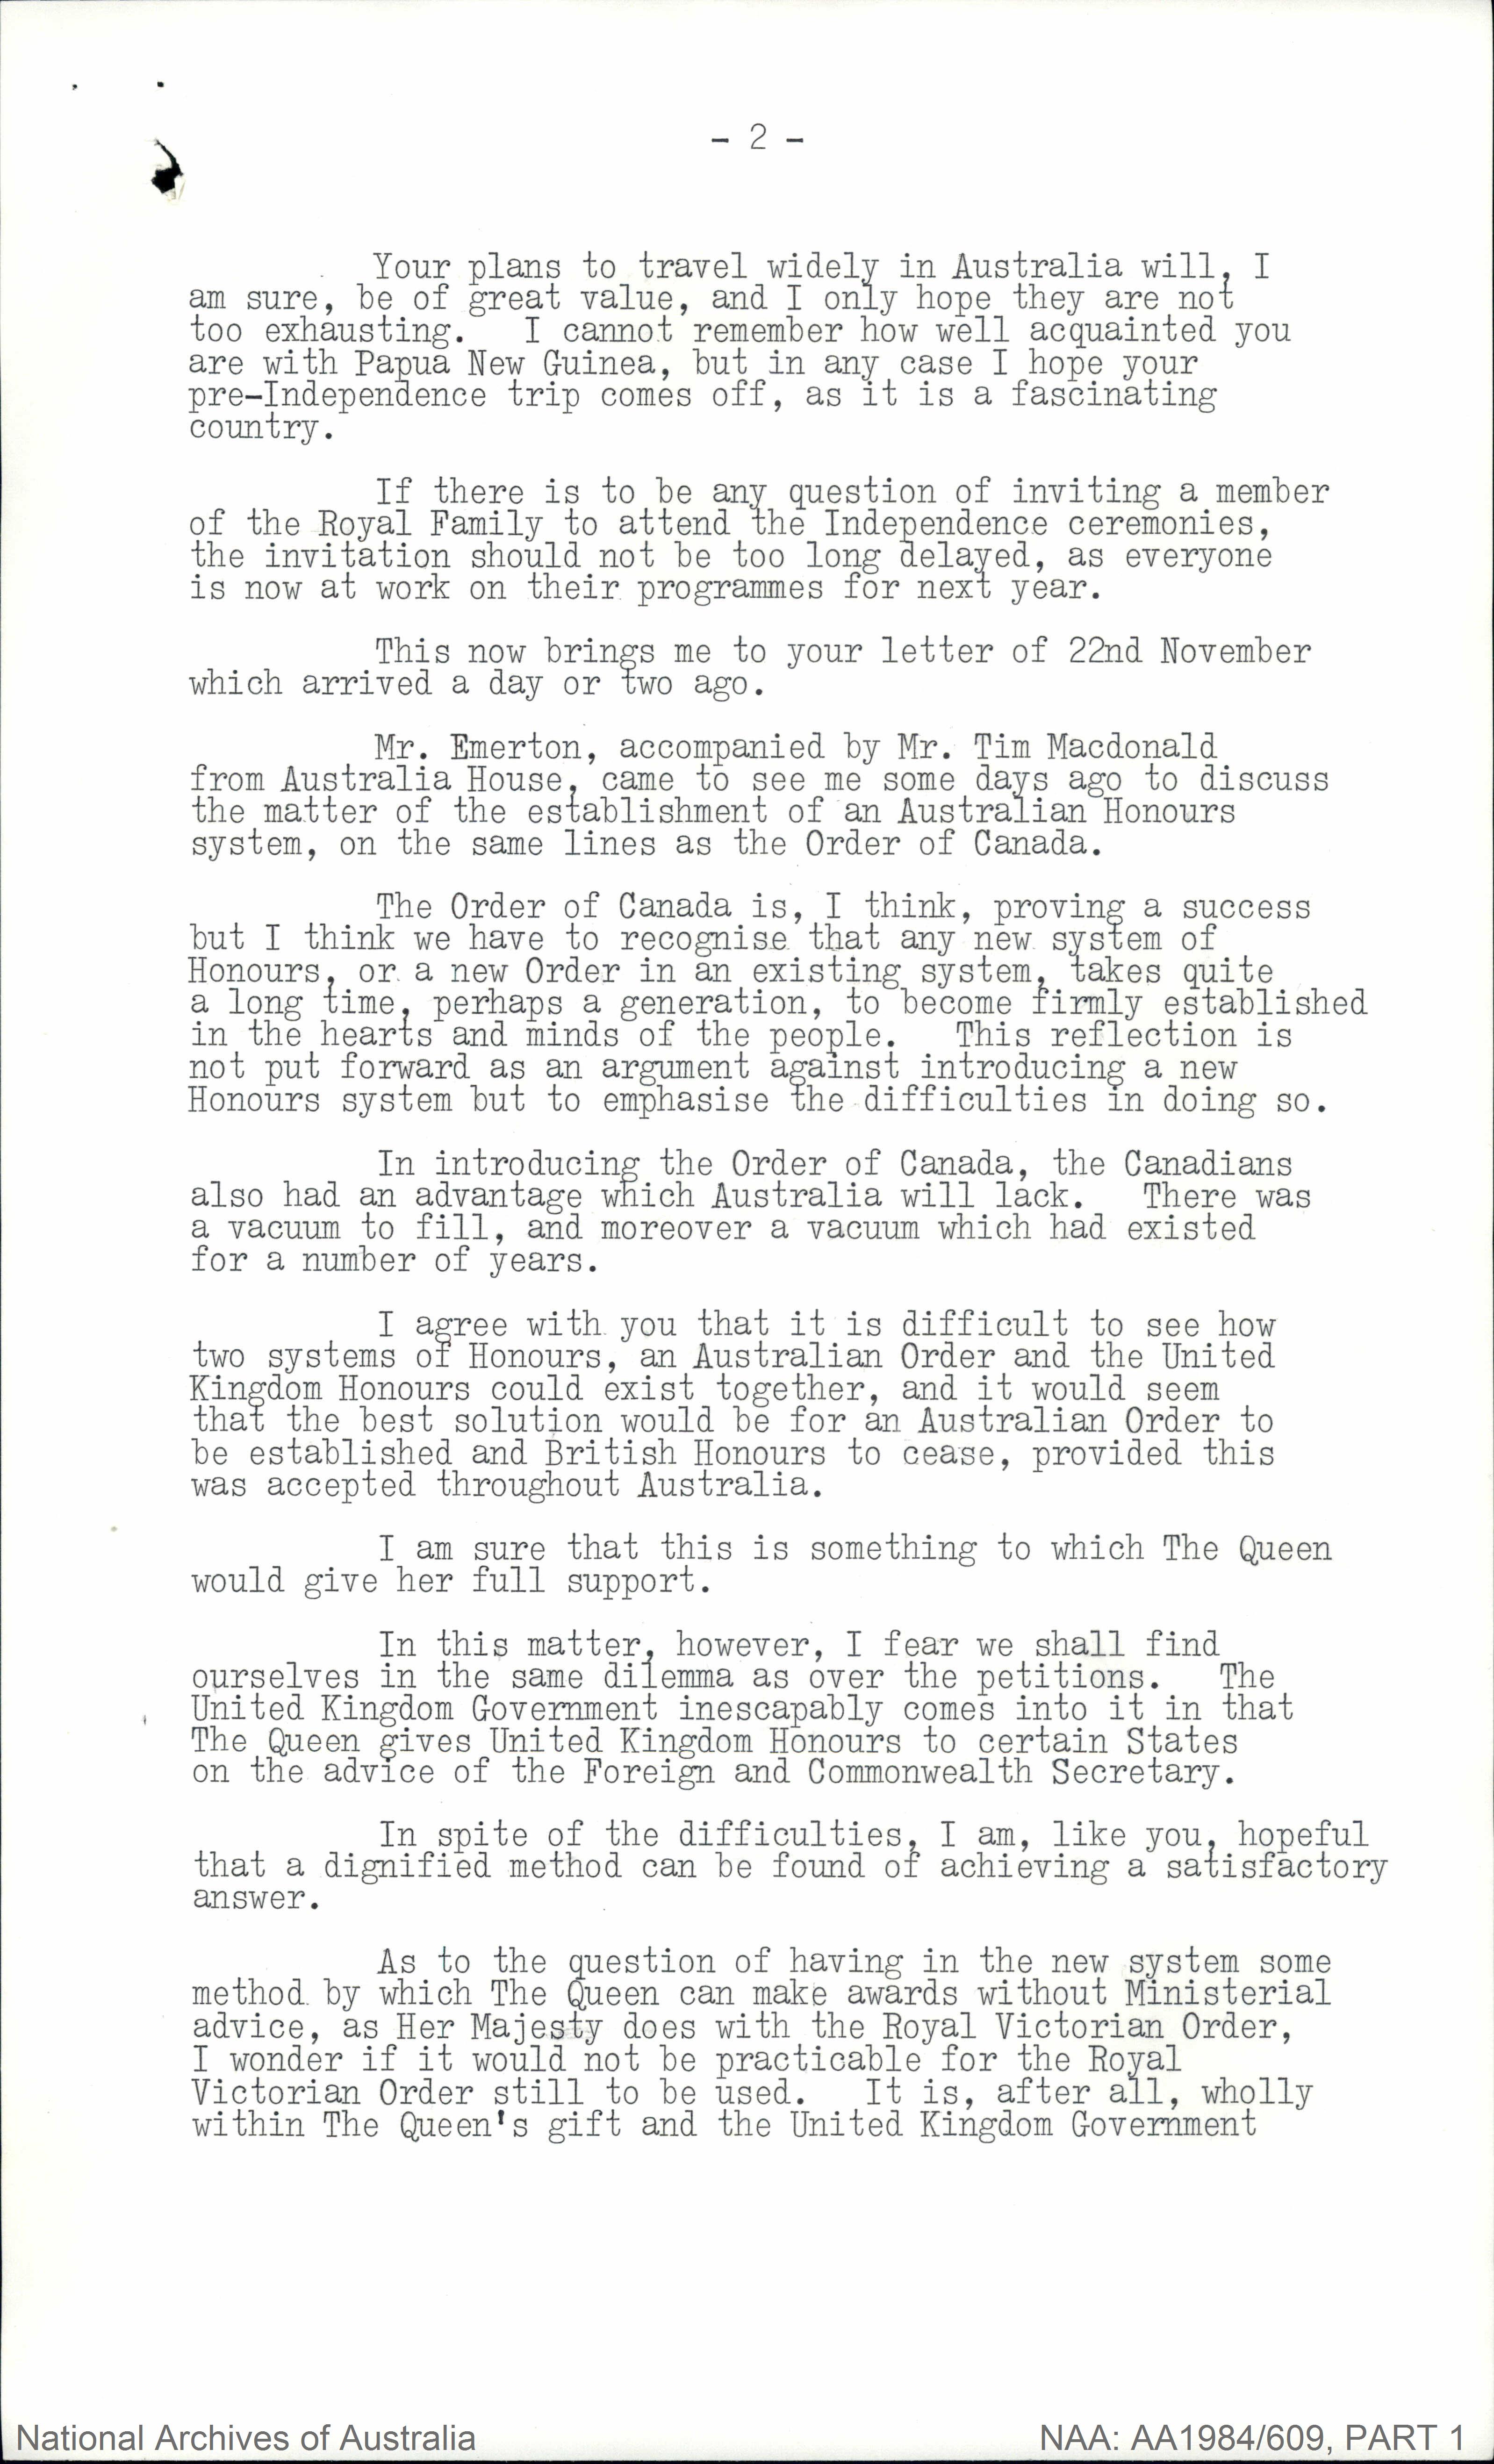 - 2 -
Your plans to travel widely in Australia will, I
am sure, be of great value, and I only hope they are not
too exhausting. I cannot remember how well acquainted you
are with Papua New Guinea, but in any case I hope your
pre-Independence trip comes off, as it is a fascinating
country.
If there is to be any question of inviting a member
of the Royal Family to attend the Independence ceremonies,
the invitation should not be too long delayed, as everyone
is now at work on their programmes for next year.
This now brings me to your letter of 22nd November
which arrived a day or two ago.
Mr. Emerton, accompanied by Mr. Tim Macdonald
from Australia House, came to see me some days ago to discuss
the matter of the establishment of an Australian Honours
system, on the same lines as the Order of Canada.
The Order of Canada is, I think, proving a success
but I think we have to recognise that any new system of
Honours, or a new Order in an existing system, takes quite
a long time, perhaps a generation, to become firmly established
in the hearts and minds of the people. This reflection is
not put forward as an argument against introducing a new
Honours system but to emphasise the difficulties in doing so.
In introducing the Order of Canada, the Canadians
also had an advantage which Australia will lack. There was
a vacuum to fill, and moreover a vacuum which had existed
for a number of years.
I agree with you that it is difficult to see how
two systems of Honours, an Australian Order and the United
Kingdom Honours could exist together, and it would seem
that the best solution would be for an Australian Order to
be established and British Honours to cease, provided this
was accepted throughout Australia.
I am sure that this is something to which The Queen
would give her full support.
In this matter, however, I fear we shall find
ourselves in the same dilemma as over the petitions. The
United Kingdom Government inescapably comes into it in that
The Queen gives United Kingdom Honours to certain States
on the advice of the Foreign and Commonwealth Secretary.
In spite of the difficulties, I am, like you, hopeful
that a dignified method can be found of achieving a satisfactory
answer.
As to the question of having in the new system some
method by which The Queen can make awards without Ministerial
advice, as Her Majesty does with the Royal Victorian Order,
I wonder if it would not be practicable for the Royal
Victorian Order still to be used. It is, after all, wholly
within The Queen's gift and the United Kingdom Government
National Archives of Australia
NAA: AA1984/609, PART 1